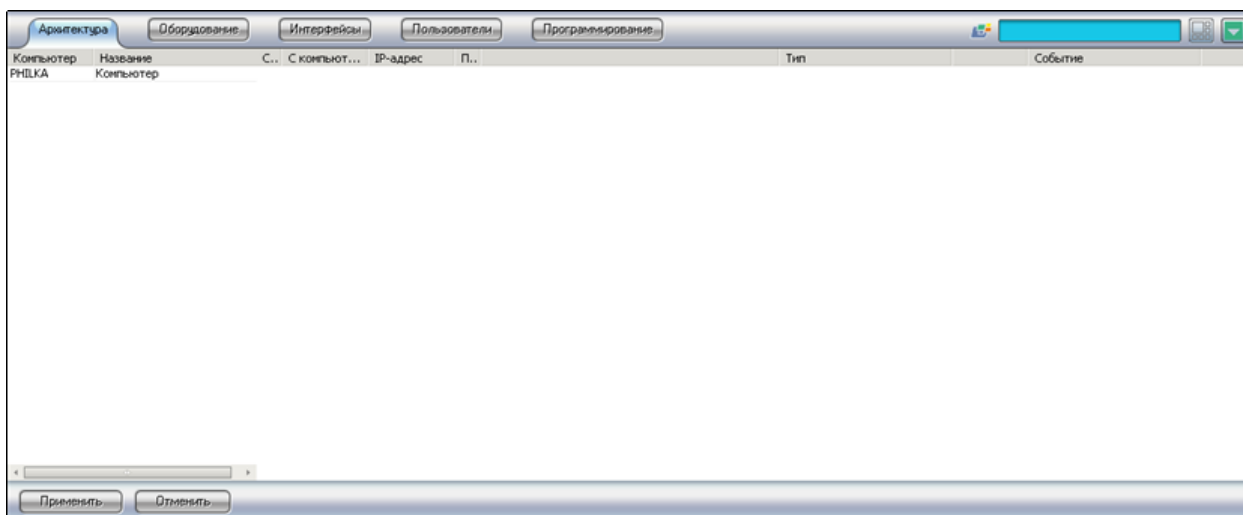 Архитектура Оборудование Интерфейсы Пользователи Программирование
Компьютер Название С.. С компьют... IP-адрес П.. Тип Событие
PHILKA Компьютер
Применить Отменить